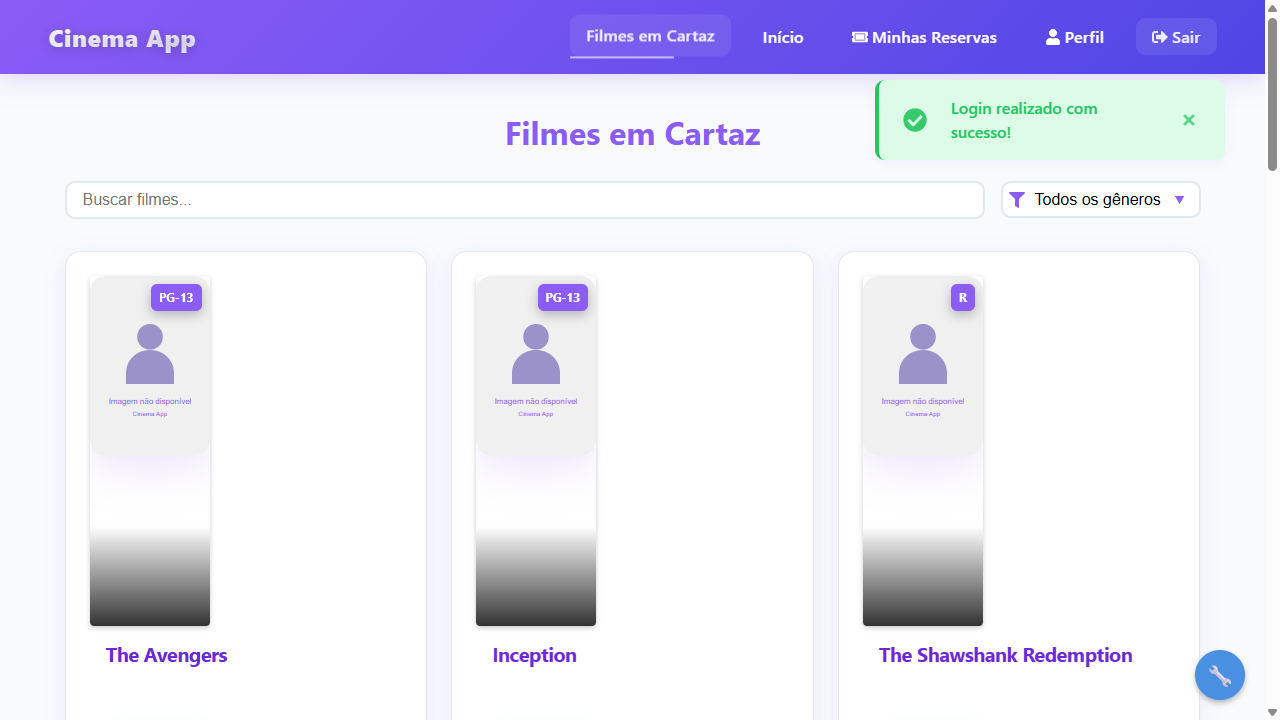 Cinema App
Filmes em Cartaz
Início
Minhas Reservas
Perfil
Sair
Login realizado com
sucesso!
Filmes em Cartaz
Buscar filmes...
Todos os gêneros
PG-13
Imagem não disponível
Cinema App
The Avengers
PG-13
Imagem não disponível
Cinema App
Inception
R
Imagem não disponível
Cinema App
The Shawshank Redemption